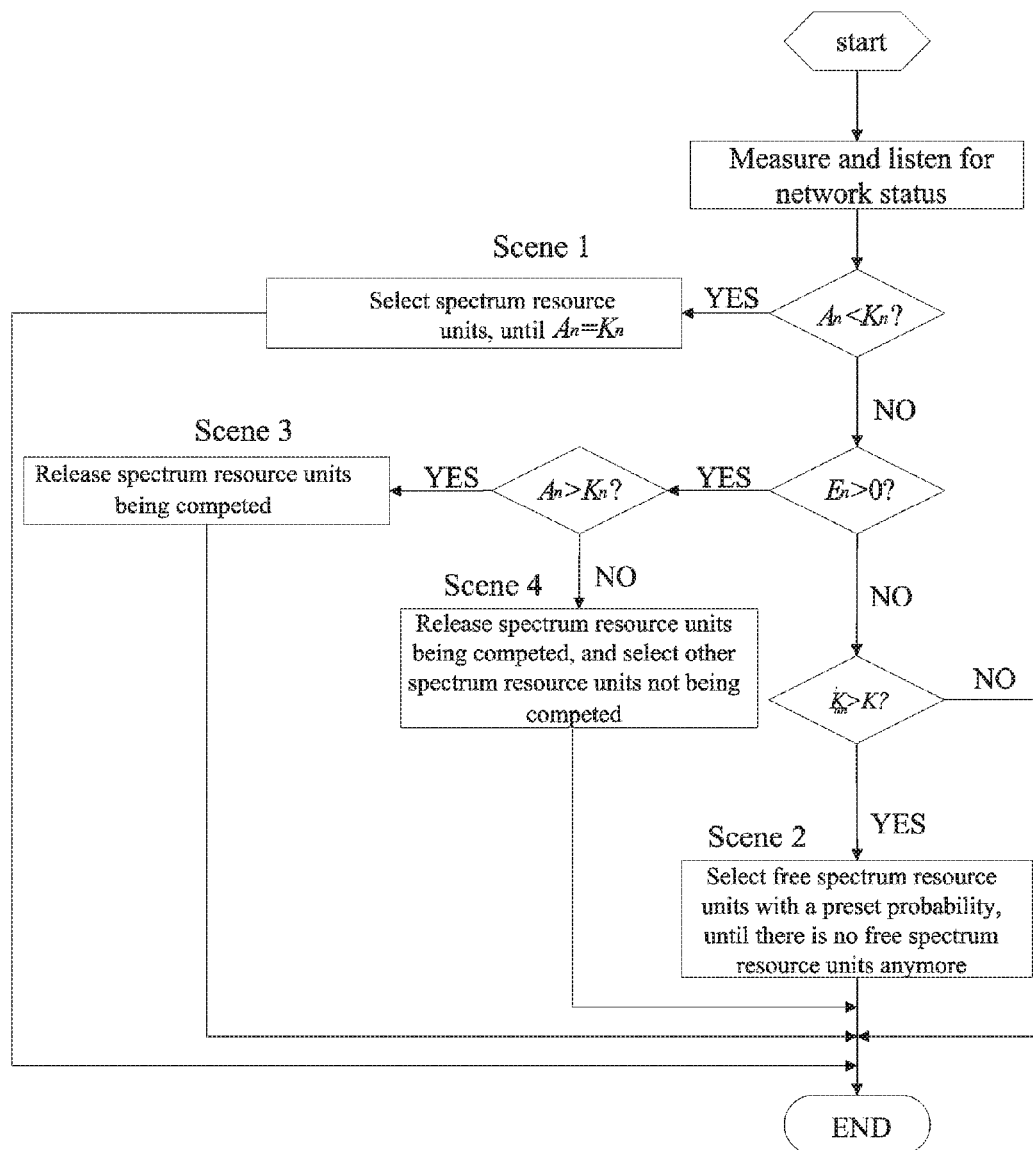 start
Measure and listen for
network status
Scene 1
Select spectrum resource
units, until An=Kn
YES
An<Kn?
NO
Scene 3
Release spectrum resource units
being competed
YES
An>Kn?
YES
En>0?
NO
Scene 4
Release spectrum resource units
being competed, and select other
spectrum resource units not being
competed
NO
>K?
NO
YES
Scene 2
Select free spectrum resource
units with a preset probability,
until there is no free spectrum
resource units anymore
END